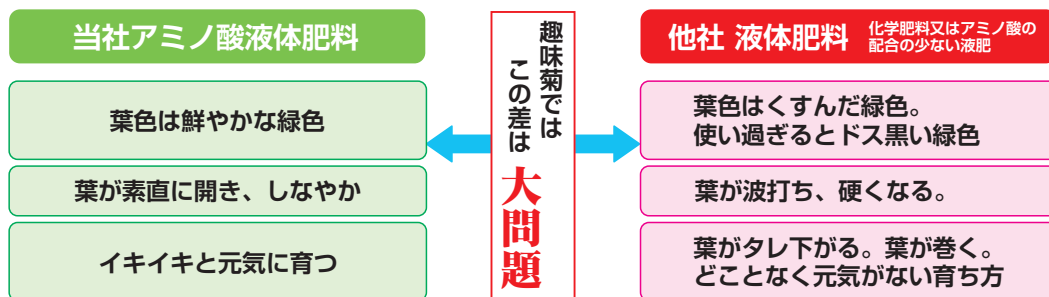 当社アミノ酸液体肥料
葉色は鮮やかな緑色
葉が素直に開き、しなやか
イキイキと元気に育つ
趣味菊では
この差は
大問題
他社 液体肥料
化学肥料又はアミノ酸の
配合の少ない液肥
葉色はくすんだ緑色。
使い過ぎるとドス黒い緑色
葉が波打ち、硬くなる。
葉がタレ下がる。葉が巻く。
どことなく元気がない育ち方